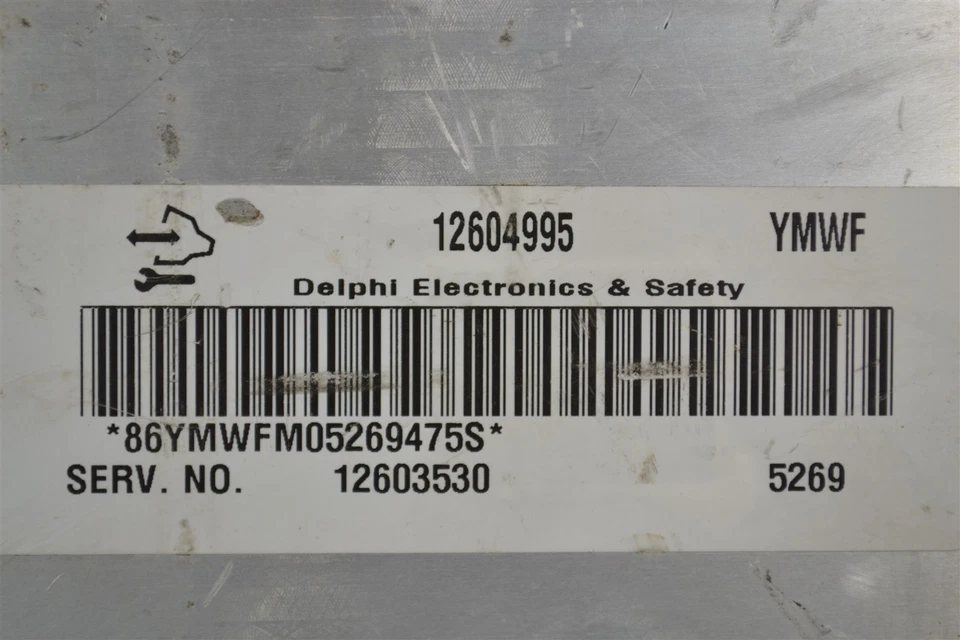 12604995 YMWF
Delphi Electronics & Safety
*86YMWFM05269475S*
SERV. NO. 12603530 5269